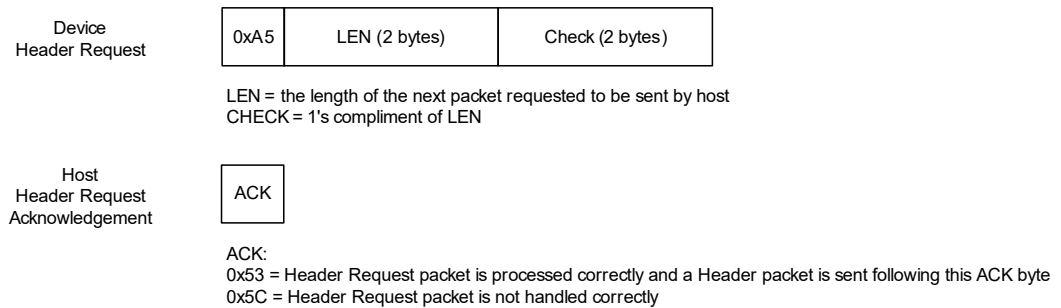 Device
Header Request
0xA5
LEN (2 bytes)
Check (2 bytes)
LEN = the length of the next packet requested to be sent by host
CHECK = 1's compliment of LEN
Host
Header Request
Acknowledgement
ACK
ACK:
0x53 = Header Request packet is processed correctly and a Header packet is sent following this ACK byte
0x5C = Header Request packet is not handled correctly